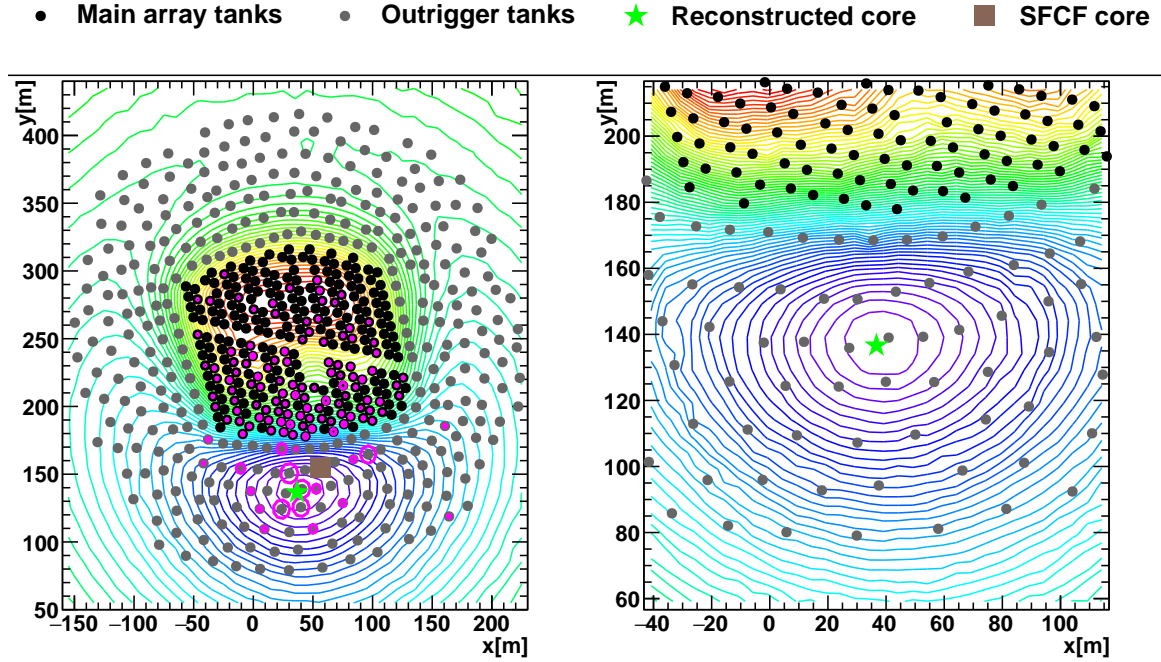 Main array tanks Outrigger tanks Reconstructed core SFCF core
y[m]
400
350
300
250
200
150
100
50
−150 −100 −50 0 50 100 150 200
x[m]
y[m]
200
180
160
140
120
100
80
60
−40 −20 0 20 40 60 80 100
x[m]